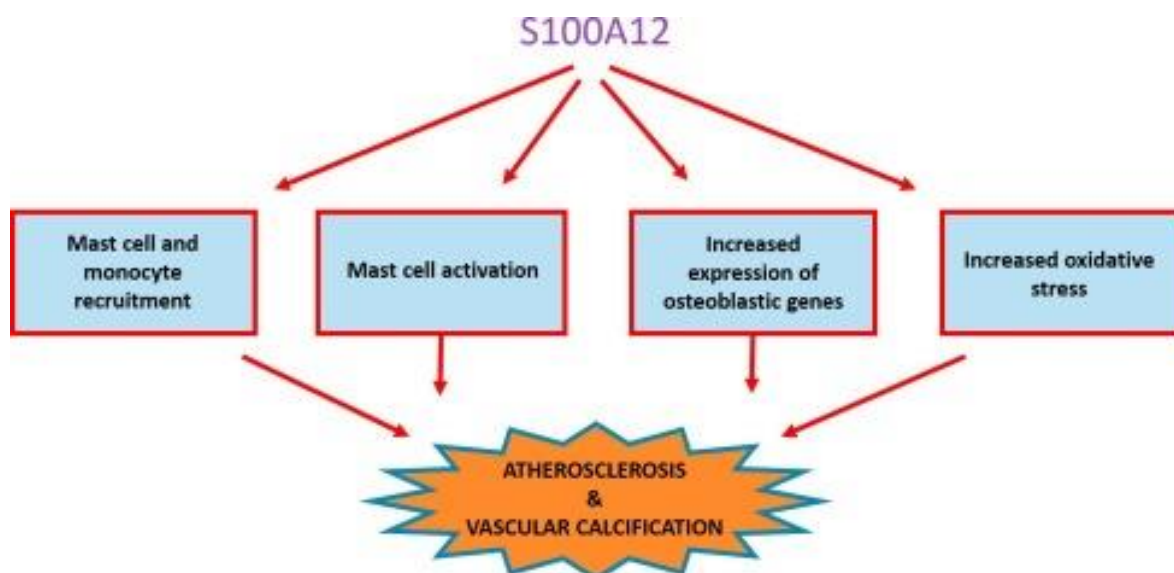 S100A12
Mast cell and
monocyte
recruitment
Mast cell activation
Increased
expression of
osteoblastic genes
Increased oxidative
stress
ATHEROSCLEROSIS
&
VASCULAR CALCIFICATION